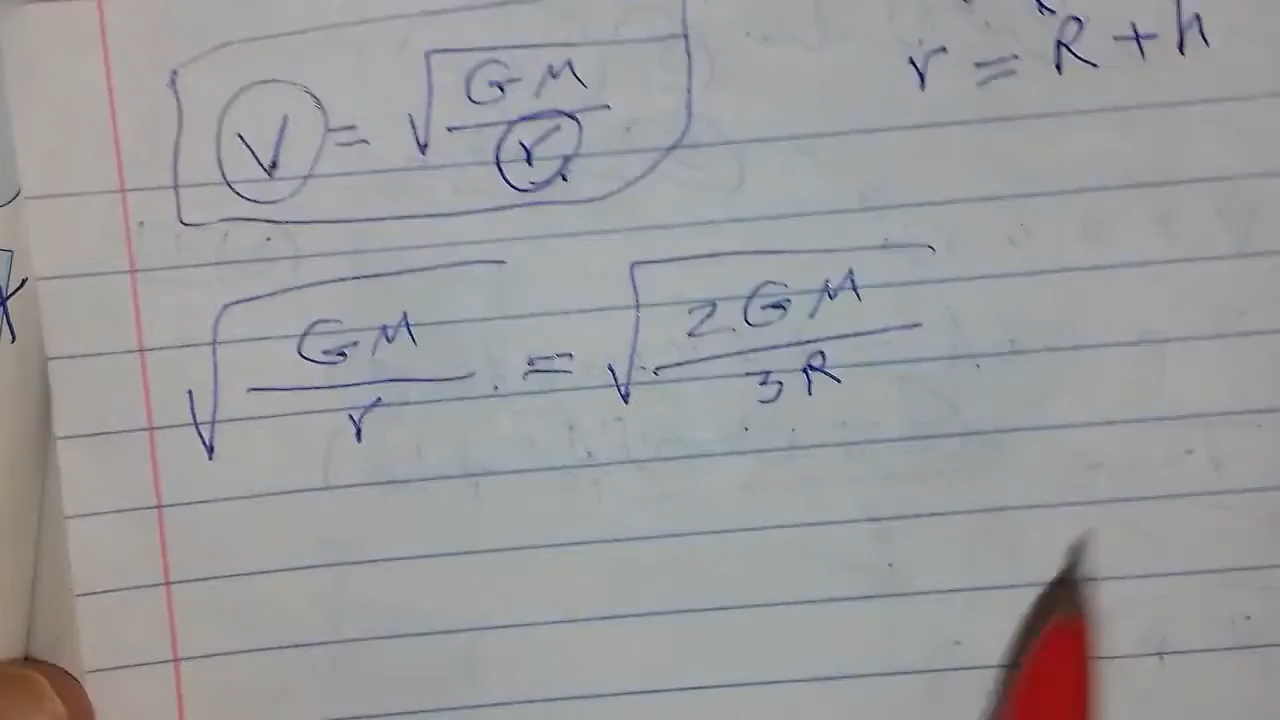 V = √(GM/r)
r = R + h
√(GM/r) = √(2GM/3R)